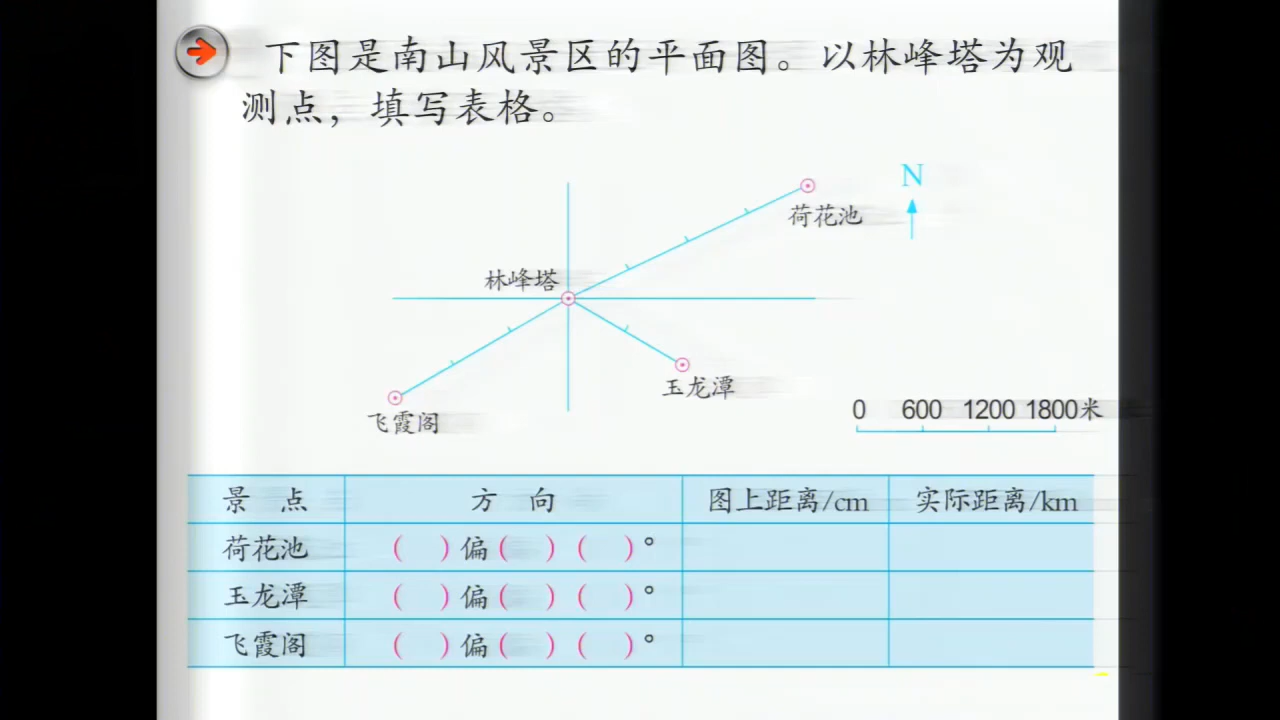 下图是南山风景区的平面图。以林峰塔为观
测点，填写表格。
N
荷花池
林峰塔
玉龙潭
飞霞阁
0 600 1200 1800米
景 点 方 向 图上距离/cm 实际距离/km
荷花池 （ ）偏（ ）（ ）°
玉龙潭 （ ）偏（ ）（ ）°
飞霞阁 （ ）偏（ ）（ ）°